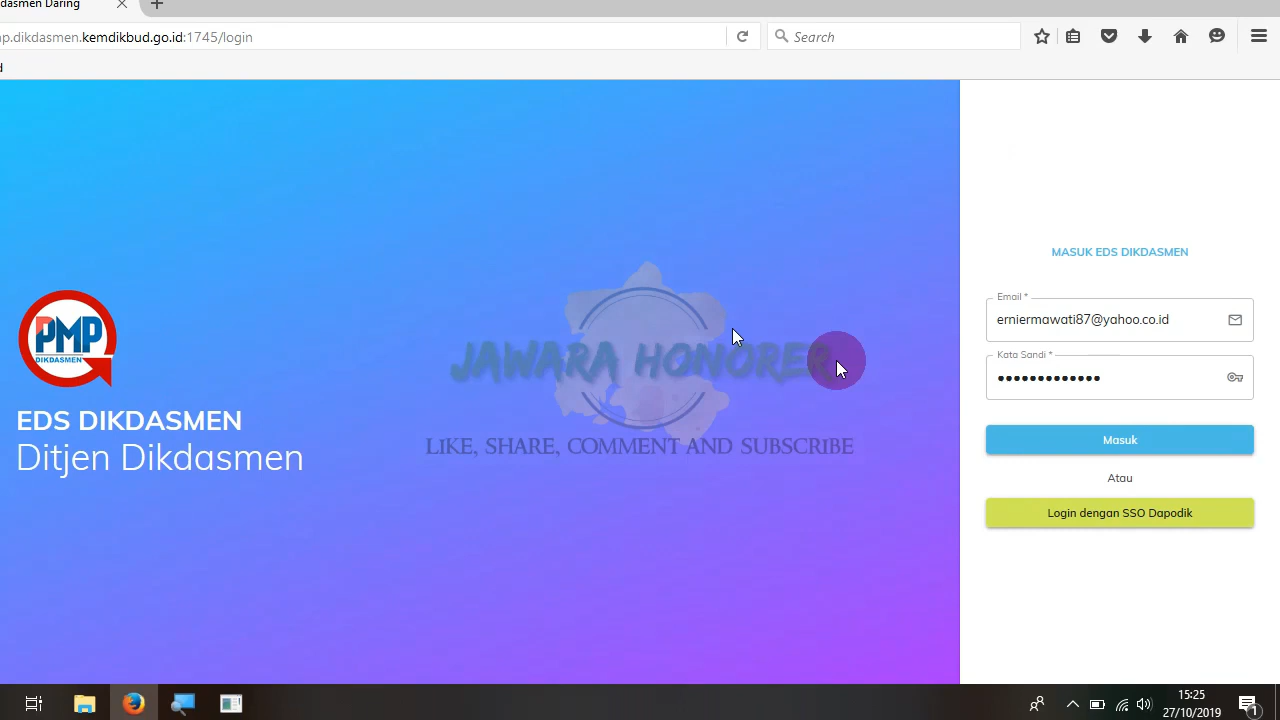 dasmen Daring
np.dikdasmen.kemdikbud.go.id:1745/login
Search
d
MASUK EDS DIKDASMEN
Email *
erniermawati87@yahoo.co.id
Kata Sandi *
Masuk
Atau
Login dengan SSO Dapodik
PMP
DIKDASMEN
EDS DIKDASMEN
Ditjen Dikdasmen
JAWARA HONORER
LIKE, SHARE, COMMENT AND SUBSCRIBE
15:25
27/10/2019
1